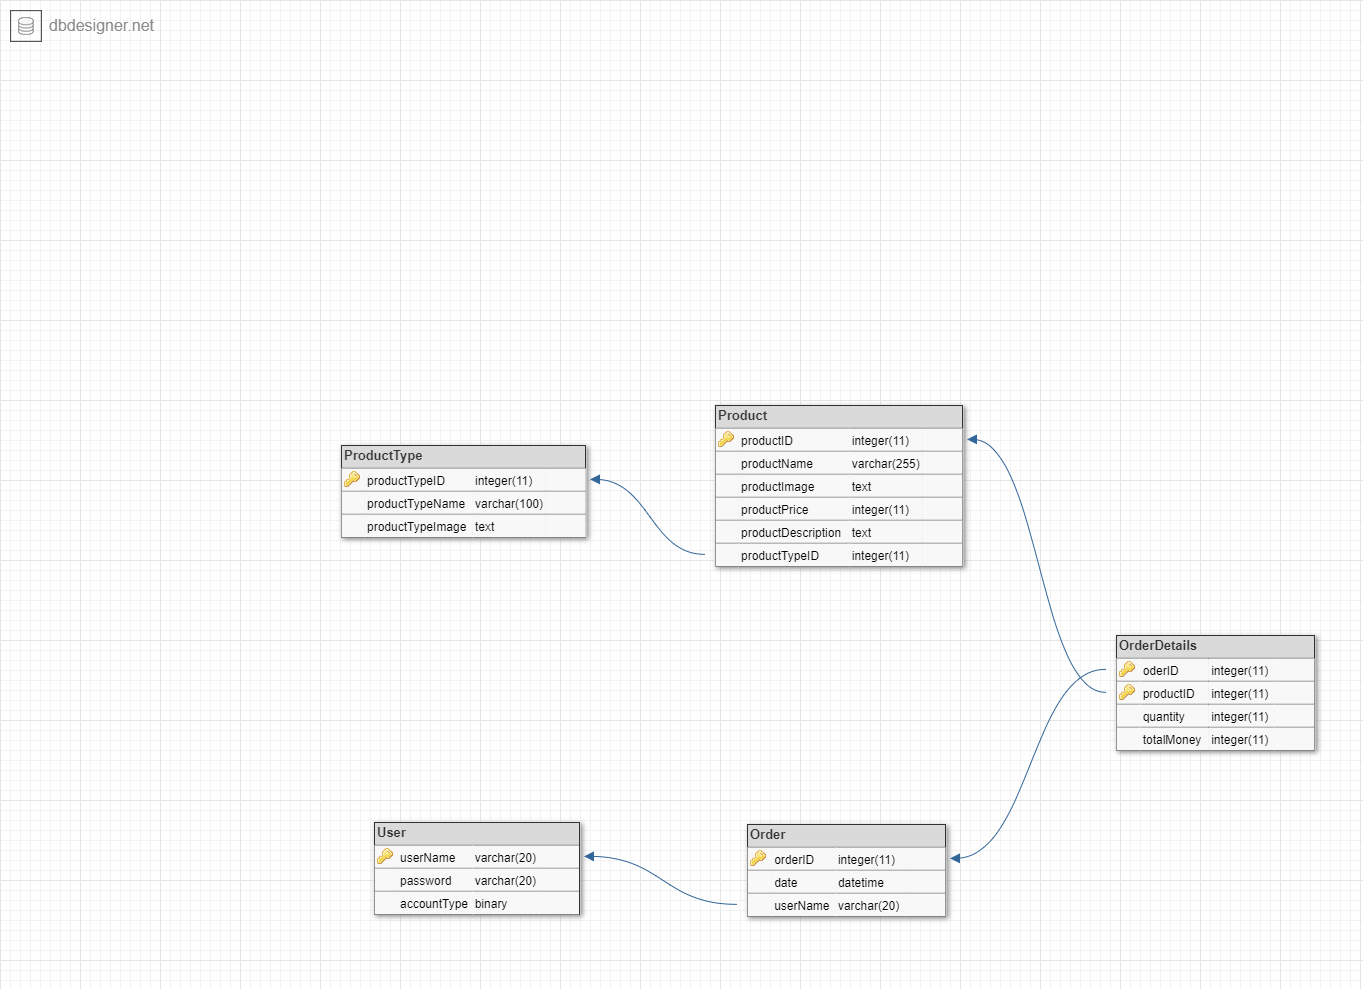 dbdesigner.net
Product
productID integer(11)
productName varchar(255)
productImage text
productPrice integer(11)
productDescription text
productTypeID integer(11)
ProductType
productTypeID integer(11)
productTypeName varchar(100)
productTypeImage text
OrderDetails
oderID integer(11)
productID integer(11)
quantity integer(11)
totalMoney integer(11)
User
userName varchar(20)
password varchar(20)
accountType binary
Order
orderID integer(11)
date datetime
userName varchar(20)